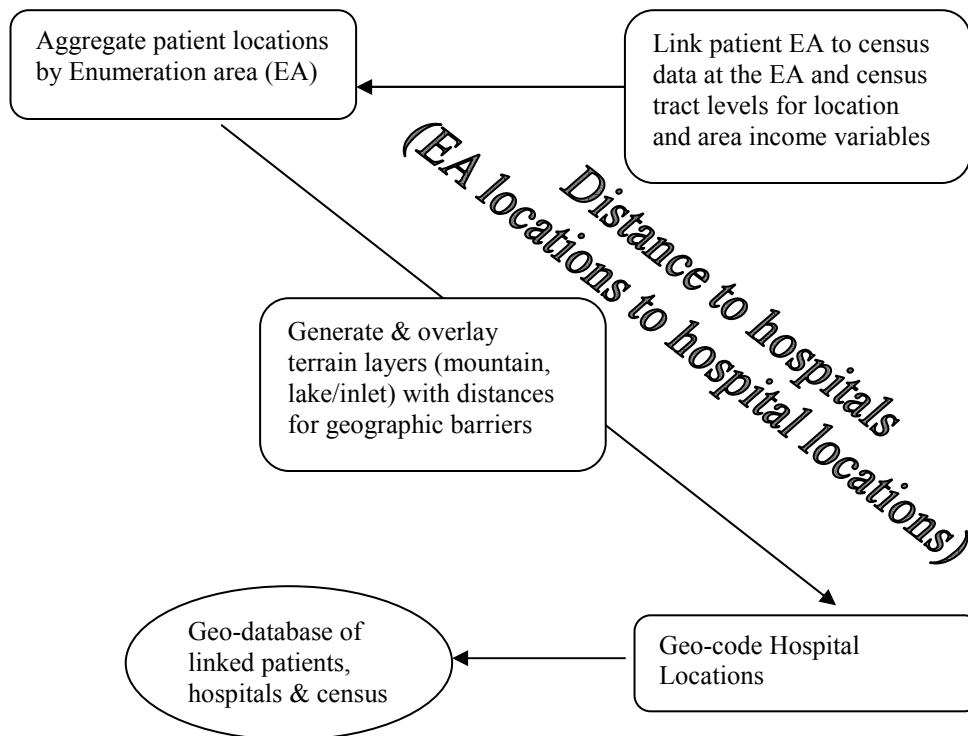 Aggregate patient locations
by Enumeration area (EA)
Link patient EA to census
data at the EA and census
tract levels for location
and area income variables
Distance to hospitals
(EA locations to hospital locations)
Generate & overlay
terrain layers (mountain,
lake/inlet) with distances
for geographic barriers
Geo-database of
linked patients,
hospitals & census
Geo-code Hospital
Locations